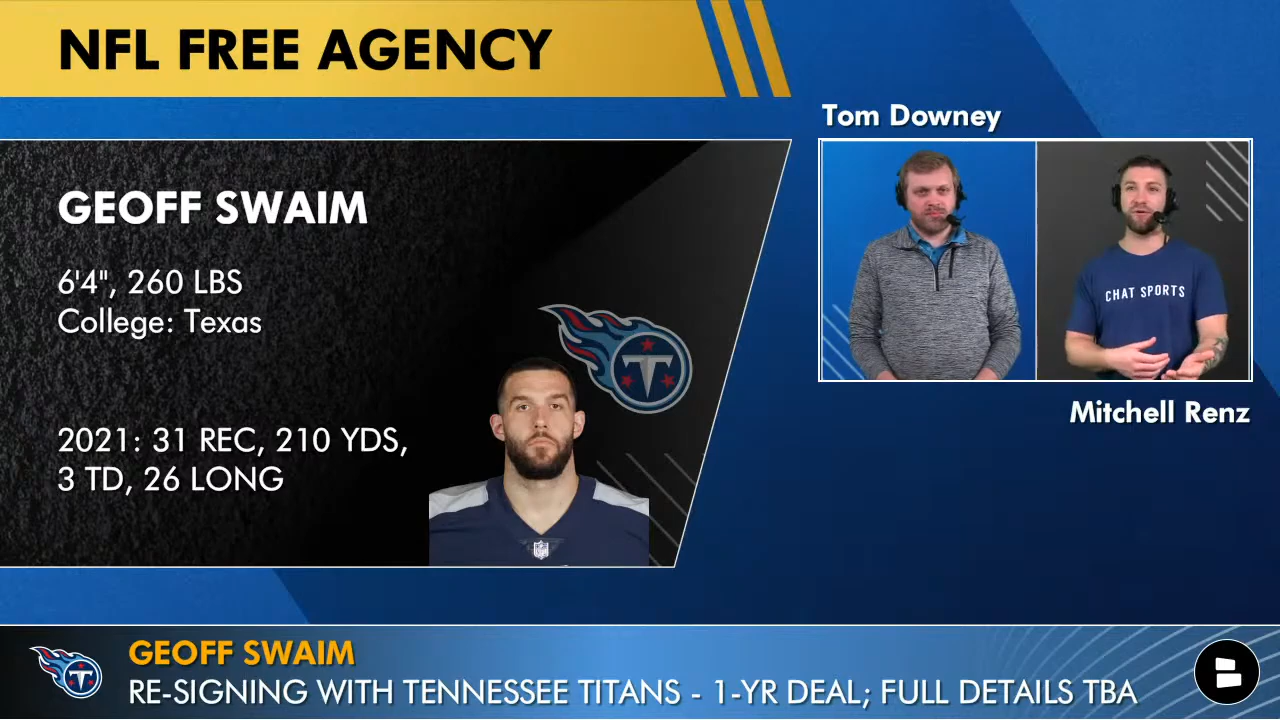 NFL FREE AGENCY
Tom Downey
GEOFF SWAIM
6'4", 260 LBS
College: Texas
CHAT SPORTS
Mitchell Renz
2021: 31 REC, 210 YDS,
3 TD, 26 LONG
GEOFF SWAIM
RE-SIGNING WITH TENNESSEE TITANS - 1-YR DEAL; FULL DETAILS TBA